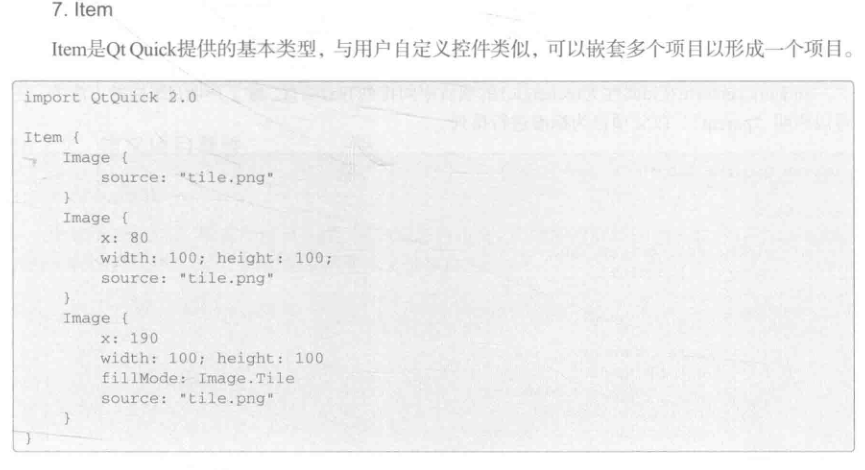 7. Item
Item是Qt Quick提供的基本类型，与用户自定义控件类似，可以嵌套多个项目以形成一个项目。
import QtQuick 2.0
Item {
    Image {
        source: "tile.png"
    }
    Image {
        x: 80
        width: 100; height: 100;
        source: "tile.png"
    }
    Image {
        x: 190
        width: 100; height: 100
        fillMode: Image.Tile
        source: "tile.png"
    }
}